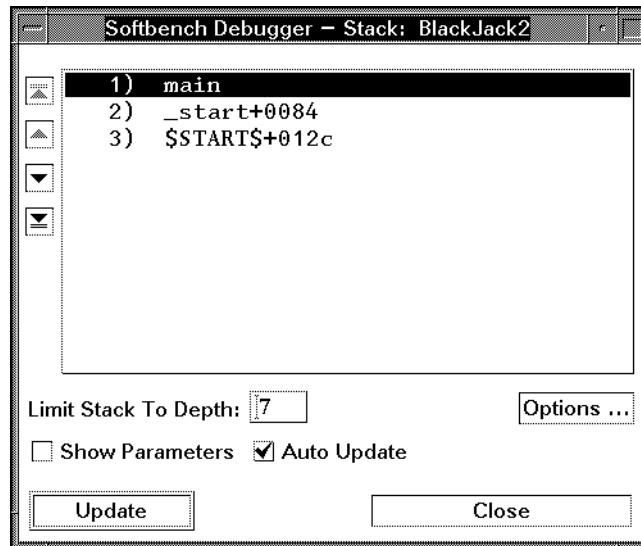 Softbench Debugger – Stack: BlackJack2
1) main
2) _start+0084
3) $START$+012c
Limit Stack To Depth: 7
Options ...
Show Parameters Auto Update
Update Close